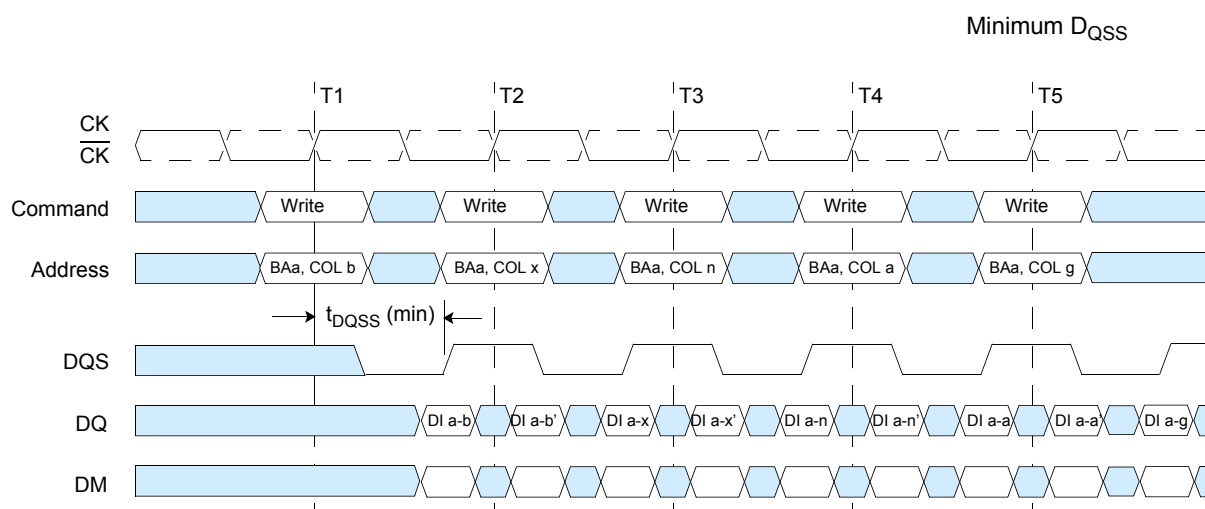 Minimum DQSS
T1 T2 T3 T4 T5
CK
CK
Command Write Write Write Write Write
Address BAa, COL b BAa, COL x BAa, COL n BAa, COL a BAa, COL g
tDQSS (min)
DQS
DQ DI a-b DI a-b’ DI a-x DI a-x’ DI a-n DI a-n’ DI a-a DI a-a’ DI a-g
DM